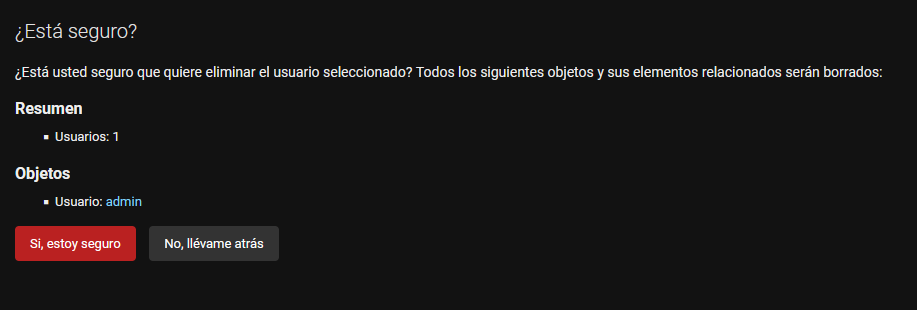 ¿Está seguro?
¿Está usted seguro que quiere eliminar el usuario seleccionado? Todos los siguientes objetos y sus elementos relacionados serán borrados:
Resumen
Usuarios: 1
Objetos
Usuario: admin
Si, estoy seguro
No, llévame atrás